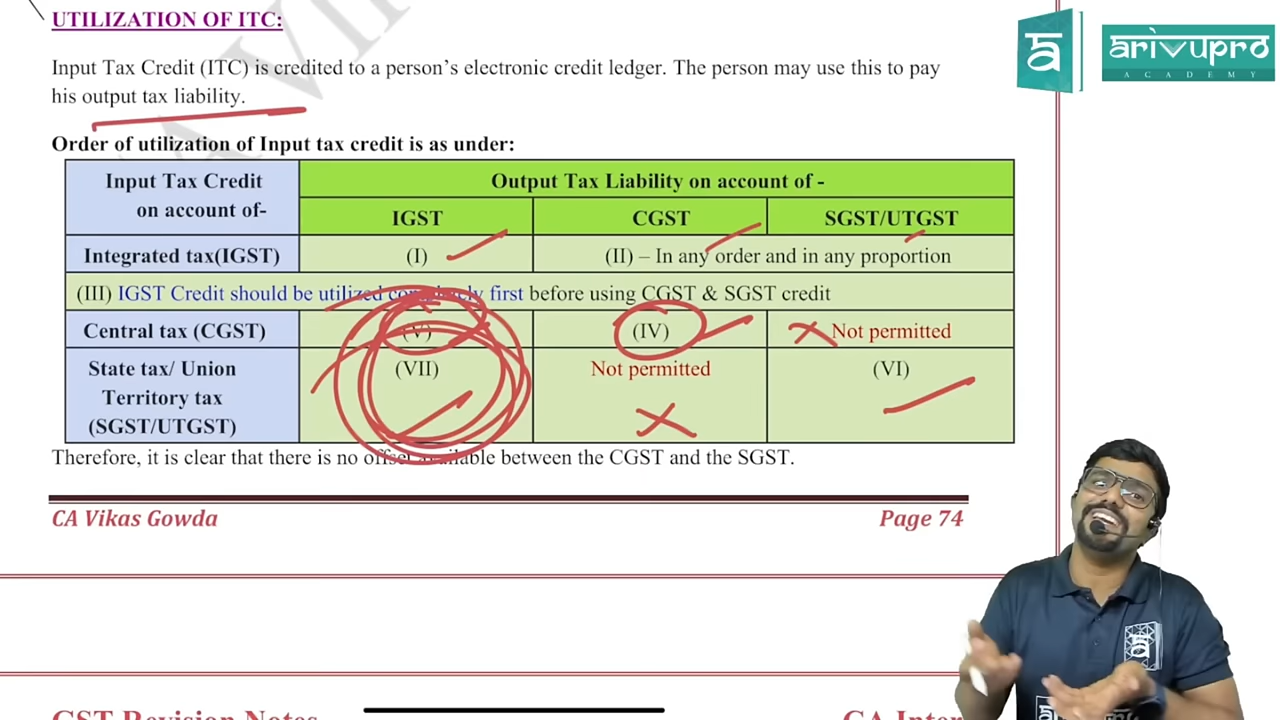 UTILIZATION OF ITC:
arivupro
ACADEMY
Input Tax Credit (ITC) is credited to a person's electronic credit ledger. The person may use this to pay
his output tax liability.
Order of utilization of Input tax credit is as under:
Input Tax Credit
on account of-
Output Tax Liability on account of -
IGST CGST SGST/UTGST
Integrated tax(IGST) (I) (II) – In any order and in any proportion
(III) IGST Credit should be utilized completely first before using CGST & SGST credit
Central tax (CGST) (V) (IV) Not permitted
State tax/ Union
Territory tax
(SGST/UTGST)
(VII) Not permitted (VI)
Therefore, it is clear that there is no offset available between the CGST and the SGST.
CA Vikas Gowda Page 74
GST Revision Notes CA Inter